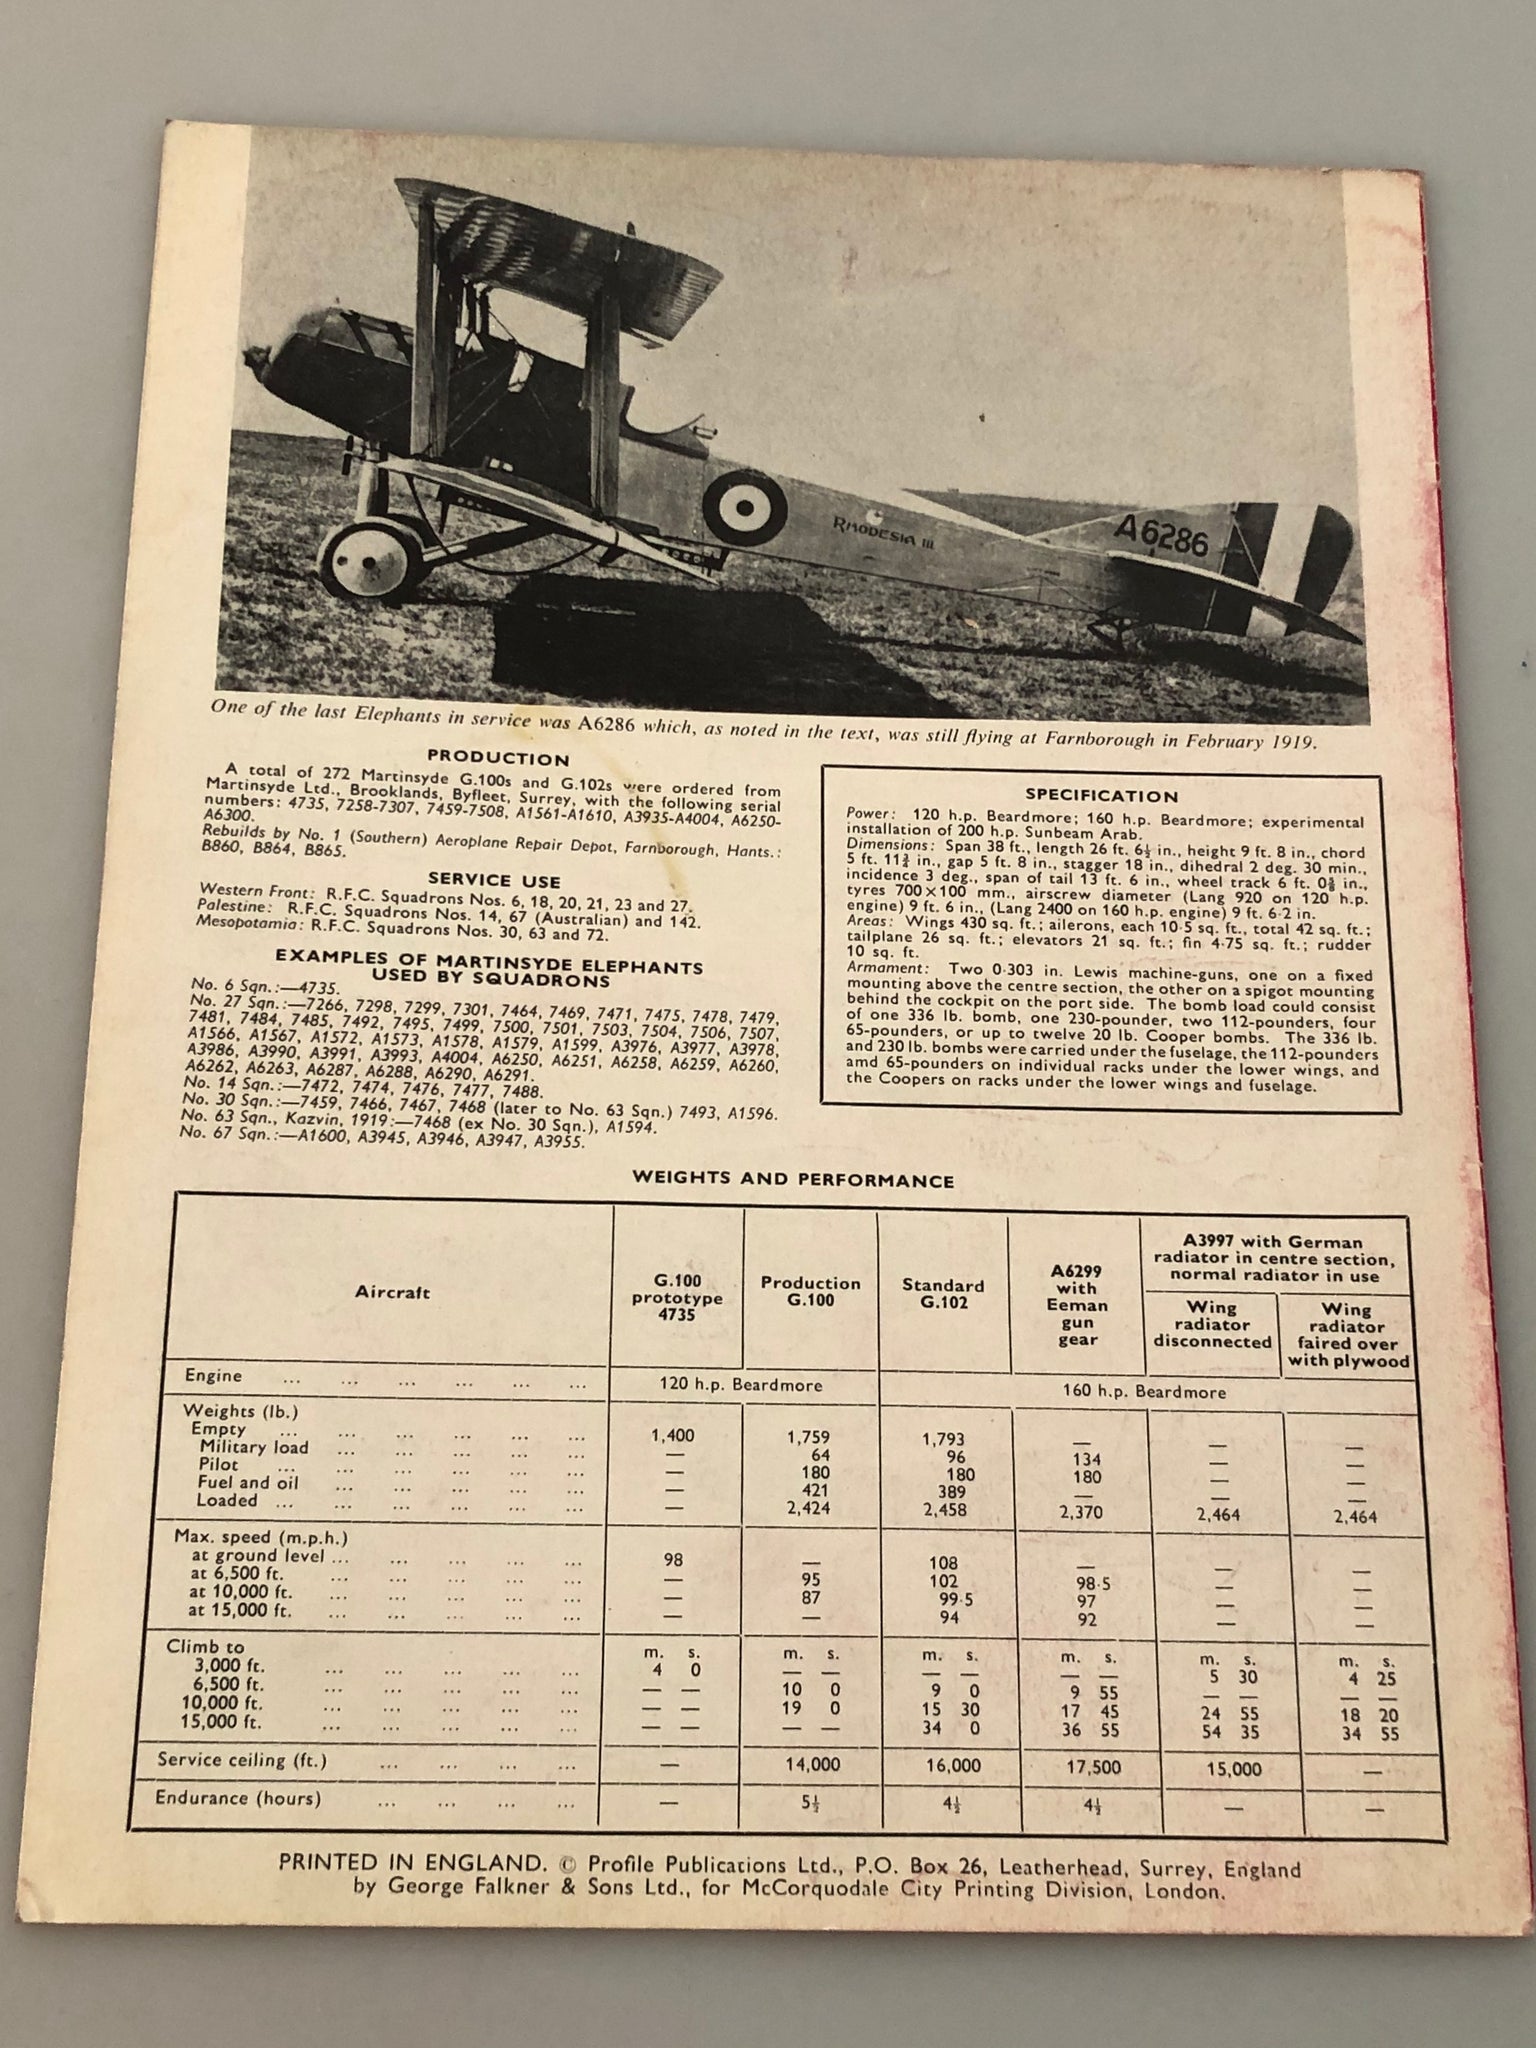 RHODESIA III
A6286
One of the last Elephants in service was A6286 which, as noted in the text, was still flying at Farnborough in February 1919.
PRODUCTION
A total of 272 Martinsyde G.100s and G.102s were ordered from
Martinsyde Ltd., Brooklands, Byfleet, Surrey, with the following serial
numbers: 4735, 7258-7307, 7459-7508, A1561-A1610, A3935-A4004, A6250-
A6300.
Rebuilds by No. 1 (Southern) Aeroplane Repair Depot, Farnborough, Hants.:
B860, B864, B865.
SERVICE USE
Western Front: R.F.C. Squadrons Nos. 6, 18, 20, 21, 23 and 27.
Palestine: R.F.C. Squadrons Nos. 14, 67 (Australian) and 142.
Mesopotamia: R.F.C. Squadrons Nos. 30, 63 and 72.
EXAMPLES OF MARTINSYDE ELEPHANTS
USED BY SQUADRONS
No. 6 Sqn.:—4735.
No. 27 Sqn.:—7266, 7298, 7299, 7301, 7464, 7469, 7471, 7475, 7478, 7479,
7481, 7484, 7485, 7492, 7495, 7499, 7500, 7501, 7503, 7504, 7506, 7507,
A1566, A1567, A1572, A1573, A1578, A1579, A1599, A3976, A3977, A3978,
A3986, A3990, A3991, A3993, A4004, A6250, A6251, A6258, A6259, A6260,
A6262, A6263, A6287, A6288, A6290, A6291.
No. 14 Sqn.:—7472, 7474, 7476, 7477, 7488.
No. 30 Sqn.:—7459, 7466, 7467, 7468 (later to No. 63 Sqn.) 7493, A1596.
No. 63 Sqn., Kazvin, 1919:—7468 (ex No. 30 Sqn.), A1594.
No. 67 Sqn.:—A1600, A3945, A3946, A3947, A3955.
SPECIFICATION
Power: 120 h.p. Beardmore; 160 h.p. Beardmore; experimental
installation of 200 h.p. Sunbeam Arab.
Dimensions: Span 38 ft., length 26 ft. 6½ in., height 9 ft. 8 in., chord
5 ft. 11¾ in., gap 5 ft. 8 in., stagger 18 in., dihedral 2 deg. 30 min.,
incidence 3 deg., span of tail 13 ft. 6 in., wheel track 6 ft. 0⅜ in.,
tyres 700×100 mm., airscrew diameter (Lang 920 on 120 h.p.
engine) 9 ft. 6 in., (Lang 2400 on 160 h.p. engine) 9 ft. 6·2 in.
Areas: Wings 430 sq. ft.; ailerons, each 10·5 sq. ft., total 42 sq. ft.;
tailplane 26 sq. ft.; elevators 21 sq. ft.; fin 4·75 sq. ft.; rudder
10 sq. ft.
Armament: Two 0·303 in. Lewis machine-guns, one on a fixed
mounting above the centre section, the other on a spigot mounting
behind the cockpit on the port side. The bomb load could consist
of one 336 lb. bomb, one 230-pounder, two 112-pounders, four
65-pounders, or up to twelve 20 lb. Cooper bombs. The 336 lb.
and 230 lb. bombs were carried under the fuselage, the 112-pounders
amd 65-pounders on individual racks under the lower wings, and
the Coopers on racks under the lower wings and fuselage.
WEIGHTS AND PERFORMANCE
Aircraft
G.100
prototype
4735
Production
G.100
Standard
G.102
A6299
with
Eeman
gun
gear
A3997 with German
radiator in centre section,
normal radiator in use
Wing
radiator
disconnected
Wing
radiator
faired over
with plywood
Engine ... ... ... ... ... ... 120 h.p. Beardmore 160 h.p. Beardmore
Weights (lb.)
Empty ... ... ... ... ... ... 1,400 1,759 1,793 — — —
Military load ... ... ... ... ... — 64 96 134 — —
Pilot ... ... ... ... ... ... — 180 180 180 — —
Fuel and oil ... ... ... ... ... — 421 389 — — —
Loaded ... ... ... ... ... ... — 2,424 2,458 2,370 2,464 2,464
Max. speed (m.p.h.)
at ground level ... ... ... ... ... 98 — 108 — — —
at 6,500 ft. ... ... ... ... ... — 95 102 98·5 — —
at 10,000 ft. ... ... ... ... ... — 87 99·5 97 — —
at 15,000 ft. ... ... ... ... ... — — 94 92 — —
Climb to m. s. m. s. m. s. m. s. m. s. m. s.
3,000 ft. ... ... ... ... ... 4 0 — — — — — — 5 30 4 25
6,500 ft. ... ... ... ... ... — — 10 0 9 0 9 55 — — — —
10,000 ft. ... ... ... ... ... — — 19 0 15 30 17 45 24 55 18 20
15,000 ft. ... ... ... ... ... — — — — 34 0 36 55 54 35 34 55
Service ceiling (ft.) ... ... ... ... — 14,000 16,000 17,500 15,000 —
Endurance (hours) ... ... ... ... — 5½ 4½ 4½ — —
PRINTED IN ENGLAND. © Profile Publications Ltd., P.O. Box 26, Leatherhead, Surrey, England
by George Falkner & Sons Ltd., for McCorquodale City Printing Division, London.